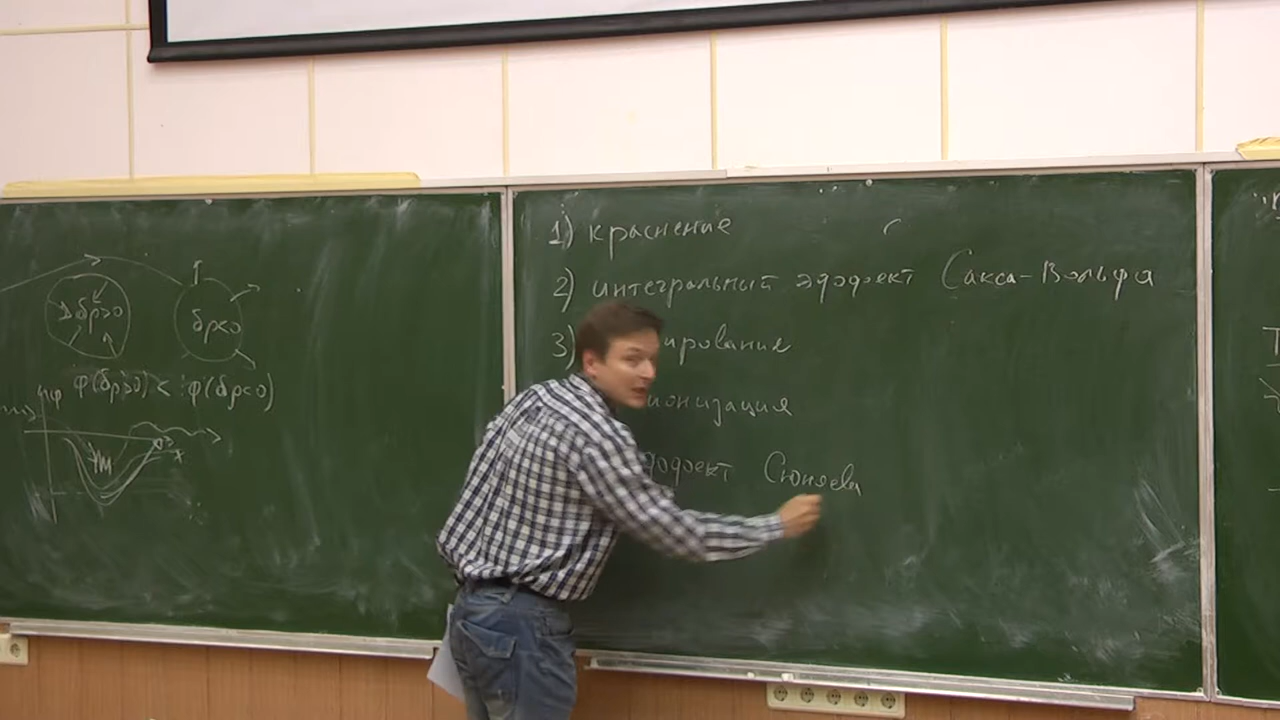 δρ>0
δρ<0
φ(δρ>0) < φ(δρ<0)
φ
x
1) краснение
2) интегральный эффект Сакса-Вольфа
3) ирование
ионизация
эффект Сюняева